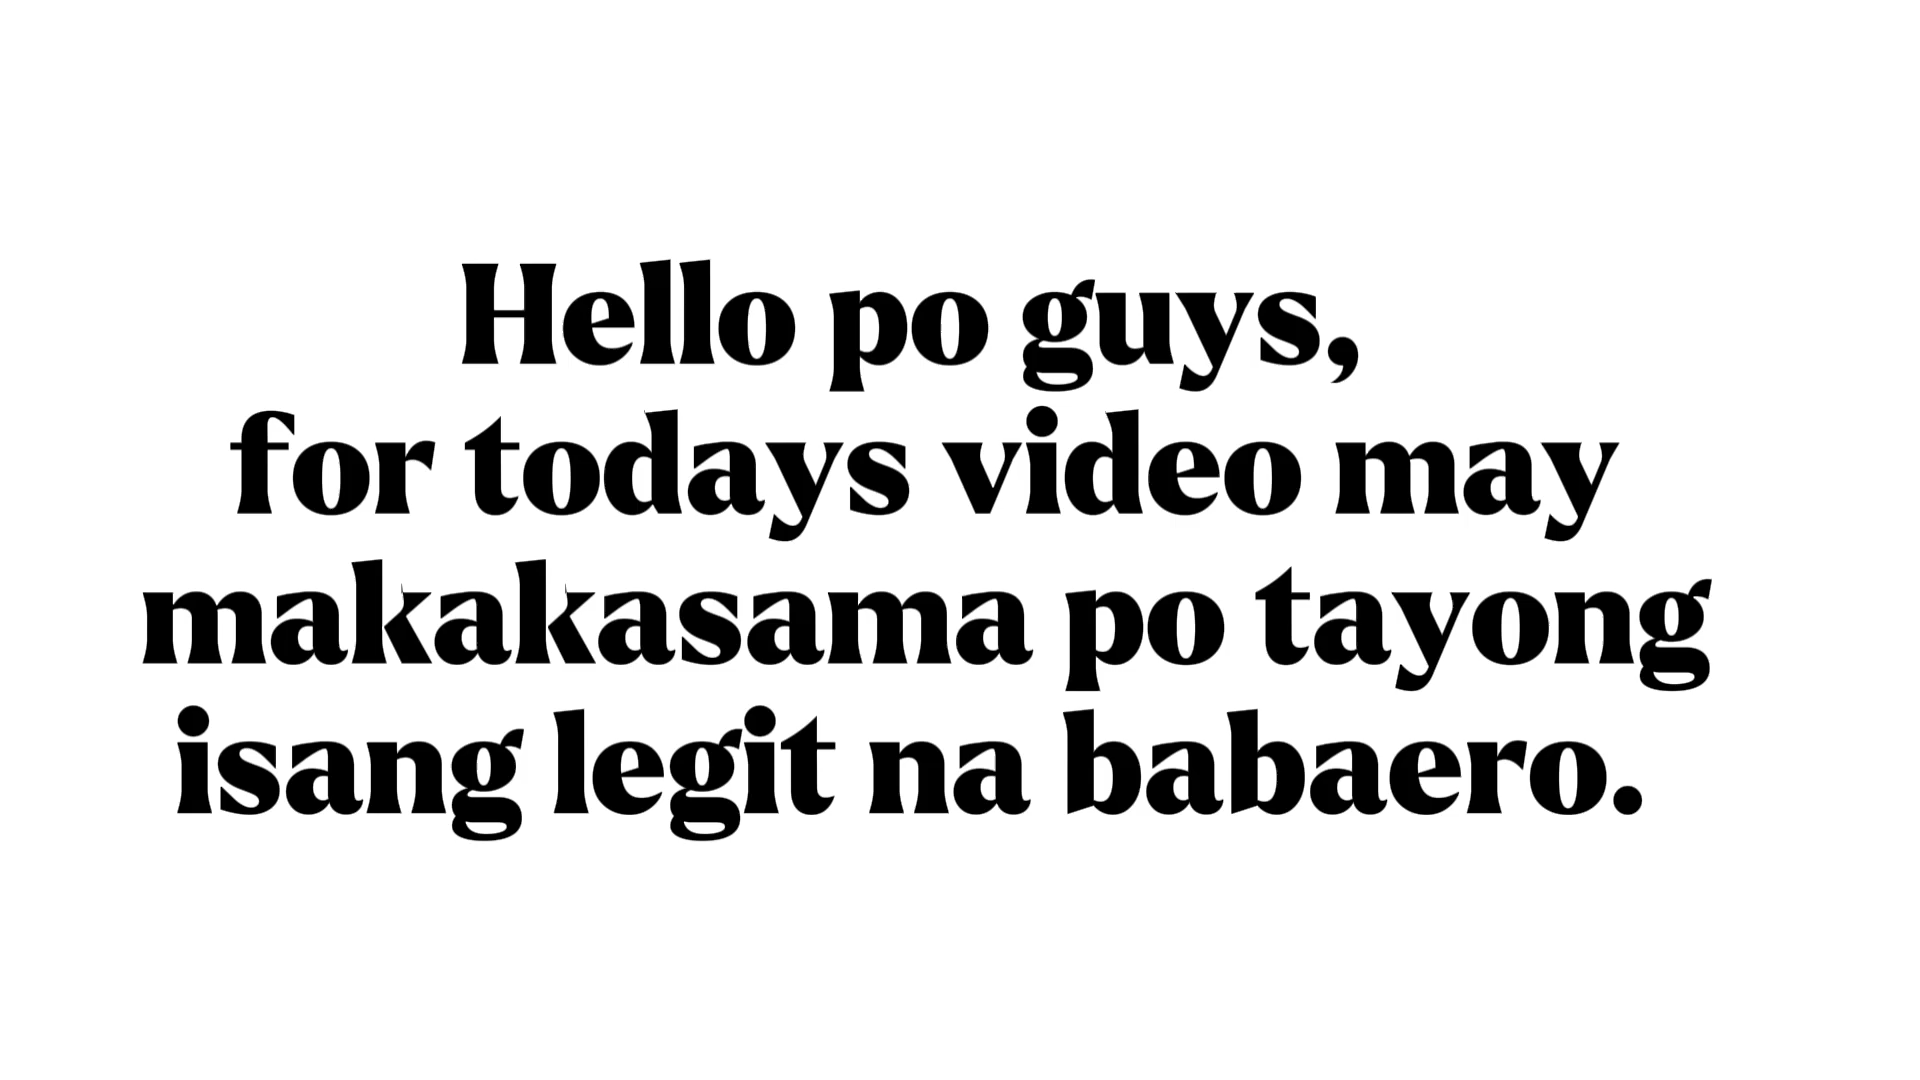 Hello po guys,
for todays video may
makakasama po tayong
isang legit na babaero.